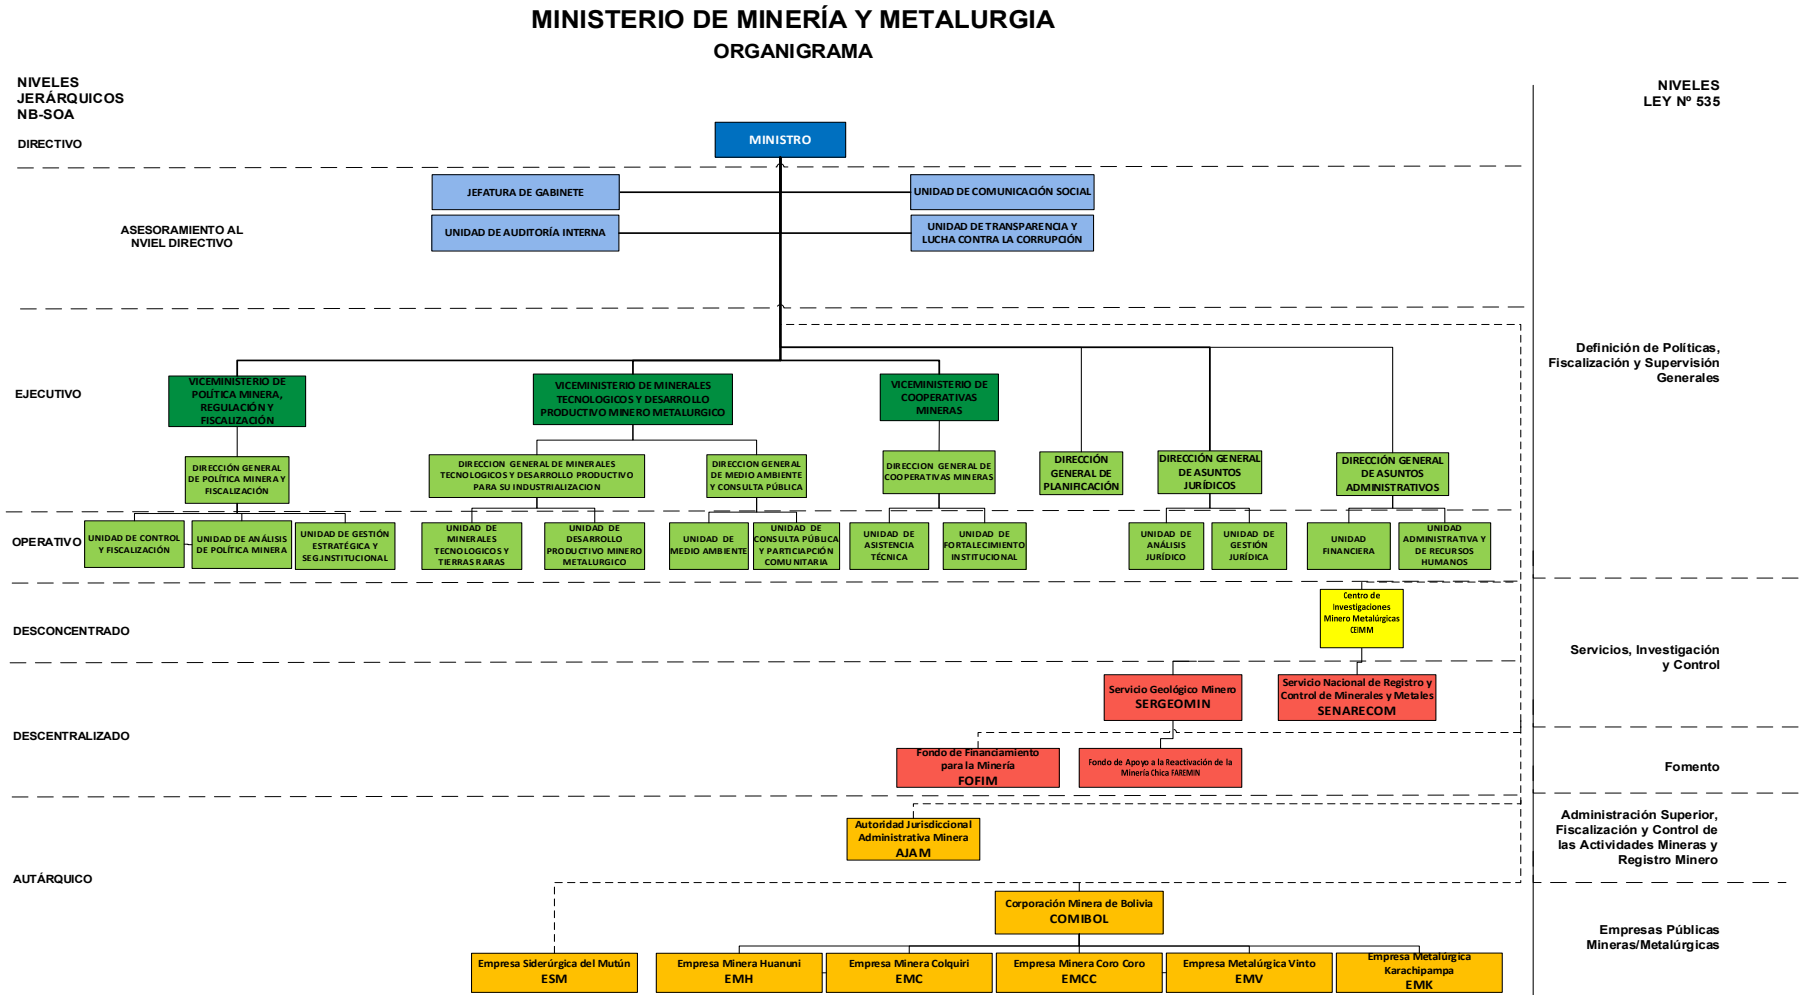 MINISTERIO DE MINERÍA Y METALURGIA
ORGANIGRAMA
NIVELES
JERÁRQUICOS
NB-SOA
NIVELES
LEY Nº 535
DIRECTIVO
MINISTRO
ASESORAMIENTO AL
NVIEL DIRECTIVO
JEFATURA DE GABINETE
UNIDAD DE COMUNICACIÓN SOCIAL
UNIDAD DE AUDITORÍA INTERNA
UNIDAD DE TRANSPARENCIA Y
LUCHA CONTRA LA CORRUPCIÓN
Definición de Políticas,
Fiscalización y Supervisión
Generales
EJECUTIVO
VICEMINISTERIO DE
POLÍTICA MINERA,
REGULACIÓN Y
FISCALIZACIÓN
VICEMINISTERIO DE MINERALES
TECNOLOGICOS Y DESARROLLO
PRODUCTIVO MINERO METALURGICO
VICEMINISTERIO DE
COOPERATIVAS
MINERAS
DIRECCIÓN GENERAL
DE POLÍTICA MINERA Y
FISCALIZACIÓN
DIRECCION GENERAL DE MINERALES
TECNOLOGICOS Y DESARROLLO PRODUCTIVO
PARA SU INDUSTRIALIZACION
DIRECCION GENERAL
DE MEDIO AMBIENTE
Y CONSULTA PÚBLICA
DIRECCION GENERAL DE
COOPERATIVAS MINERAS
DIRECCIÓN
GENERAL DE
PLANIFICACIÓN
DIRECCIÓN GENERAL
DE ASUNTOS
JURÍDICOS
DIRECCIÓN GENERAL
DE ASUNTOS
ADMINISTRATIVOS
OPERATIVO
UNIDAD DE CONTROL
Y FISCALIZACIÓN
UNIDAD DE ANÁLISIS
DE POLÍTICA MINERA
UNIDAD DE GESTIÓN
ESTRATÉGICA Y
SEG.INSTITUCIONAL
UNIDAD DE
MINERALES
TECNOLOGICOS Y
TIERRAS RARAS
UNIDAD DE
DESARROLLO
PRODUCTIVO MINERO
METALURGICO
UNIDAD DE
MEDIO AMBIENTE
UNIDAD DE
CONSULTA PÚBLICA
Y PARTICIAPCIÓN
COMUNITARIA
UNIDAD DE
ASISTENCIA
TÉCNICA
UNIDAD DE
FORTALECIMIENTO
INSTITUCIONAL
UNIDAD DE
ANÁLISIS
JURÍDICO
UNIDAD DE
GESTIÓN
JURÍDICA
UNIDAD
FINANCIERA
UNIDAD
ADMINISTRATIVA Y
DE RECURSOS
HUMANOS
DESCONCENTRADO
Centro de
Investigaciones
Minero Metalúrgicas
CEIMM
Servicios, Investigación
y Control
DESCENTRALIZADO
Servicio Geológico Minero
SERGEOMIN
Servicio Nacional de Registro y
Control de Minerales y Metales
SENARECOM
Fondo de Financiamiento
para la Minería
FOFIM
Fondo de Apoyo a la Reactivación de la
Minería Chica FAREMIN
Fomento
AUTÁRQUICO
Autoridad Jurisdiccional
Administrativa Minera
AJAM
Administración Superior,
Fiscalización y Control de
las Actividades Mineras y
Registro Minero
Corporación Minera de Bolivia
COMIBOL
Empresas Públicas
Mineras/Metalúrgicas
Empresa Siderúrgica del Mutún
ESM
Empresa Minera Huanuni
EMH
Empresa Minera Colquiri
EMC
Empresa Minera Coro Coro
EMCC
Empresa Metalúrgica Vinto
EMV
Empresa Metalúrgica
Karachipampa
EMK